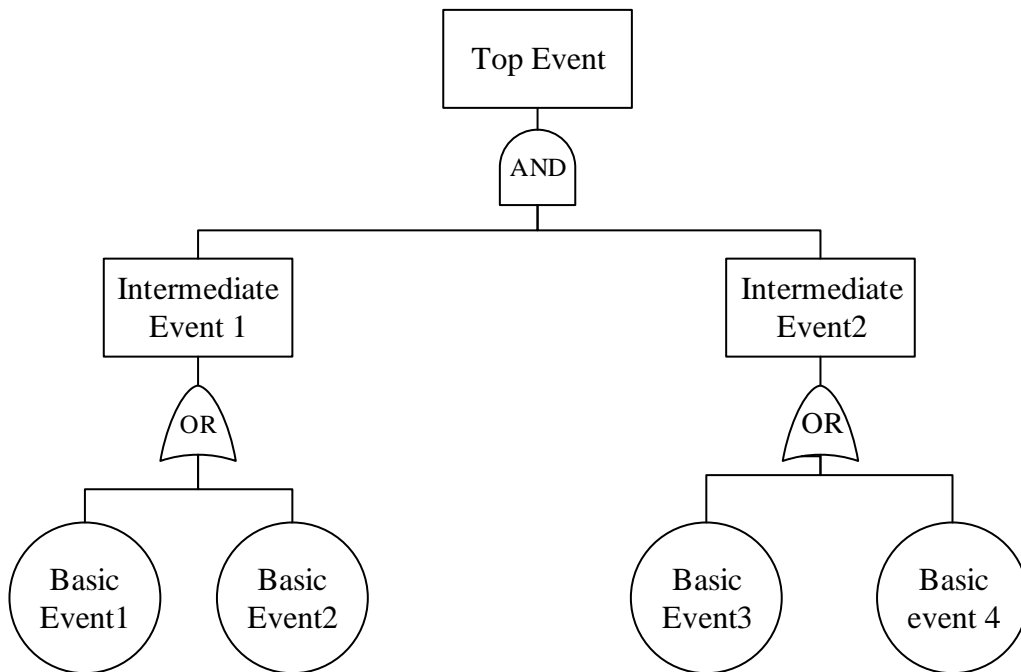 Top Event
AND
Intermediate
Event 1
Intermediate
Event2
OR
OR
Basic
Event1
Basic
Event2
Basic
Event3
Basic
event 4